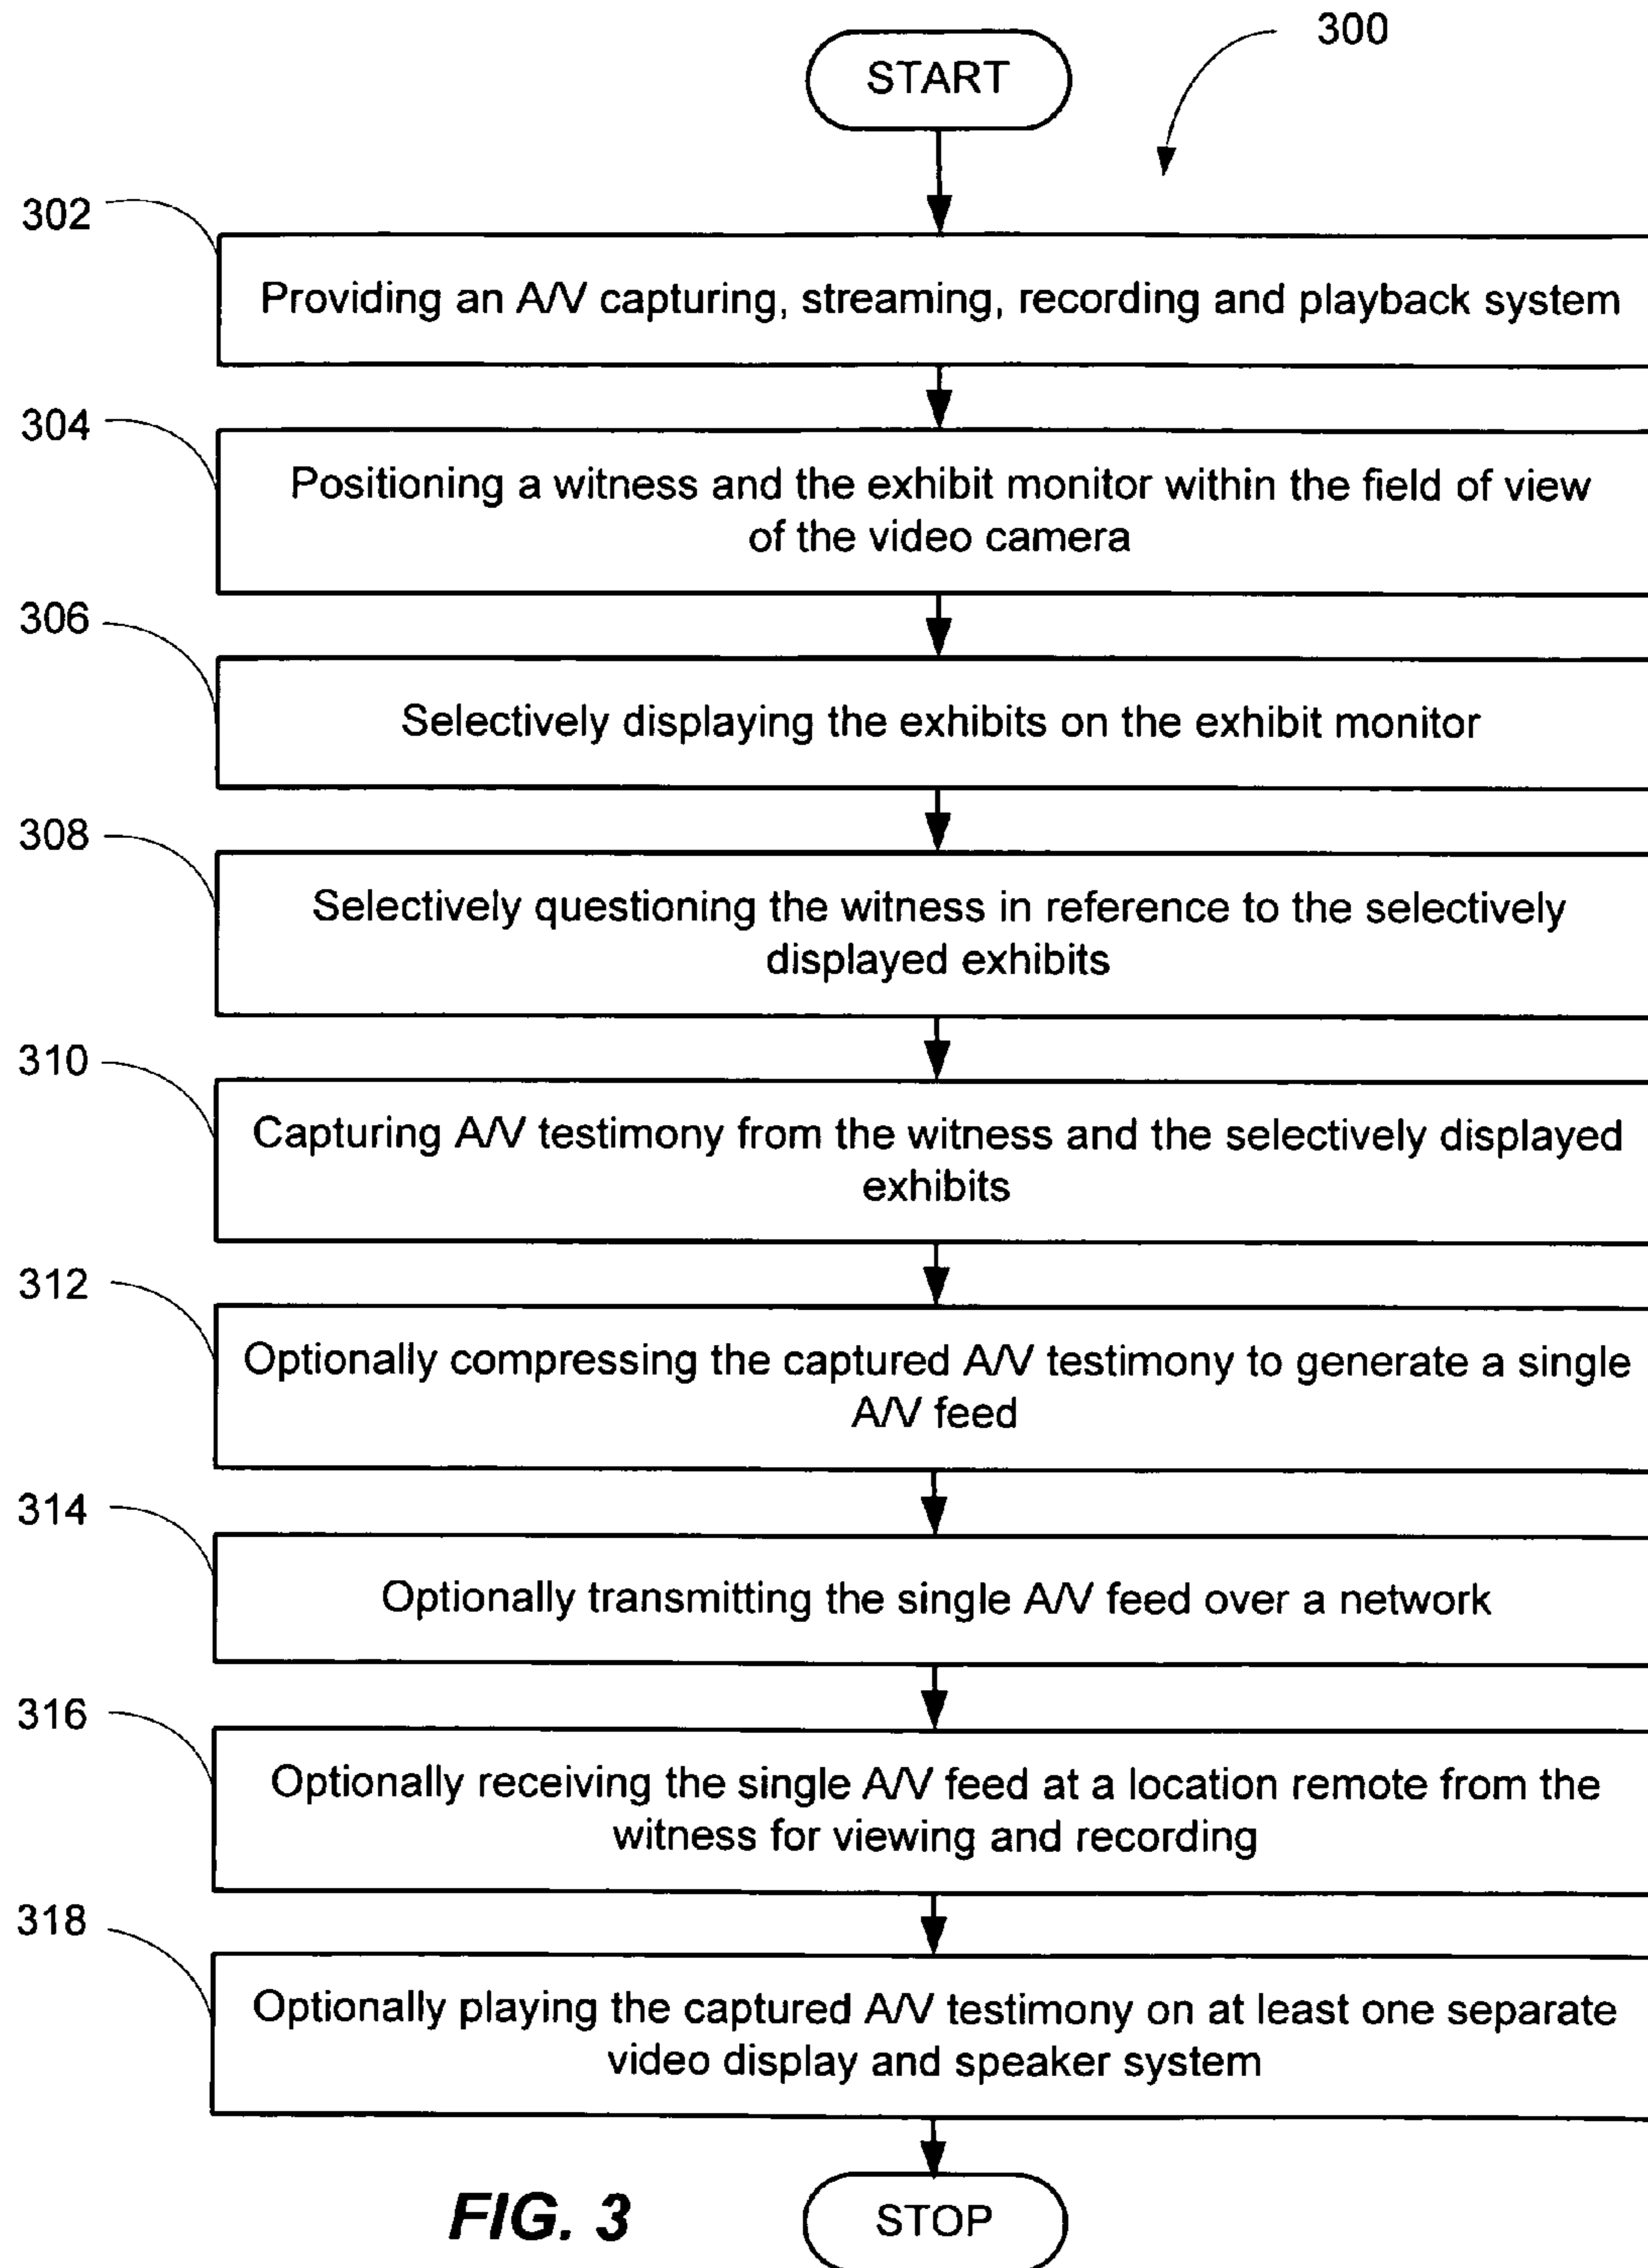 START
300
302
Providing an A/V capturing, streaming, recording and playback system
304
Positioning a witness and the exhibit monitor within the field of view
of the video camera
306
Selectively displaying the exhibits on the exhibit monitor
308
Selectively questioning the witness in reference to the selectively
displayed exhibits
310
Capturing A/V testimony from the witness and the selectively displayed
exhibits
312
Optionally compressing the captured A/V testimony to generate a single
A/V feed
314
Optionally transmitting the single A/V feed over a network
316
Optionally receiving the single A/V feed at a location remote from the
witness for viewing and recording
318
Optionally playing the captured A/V testimony on at least one separate
video display and speaker system
FIG. 3
STOP